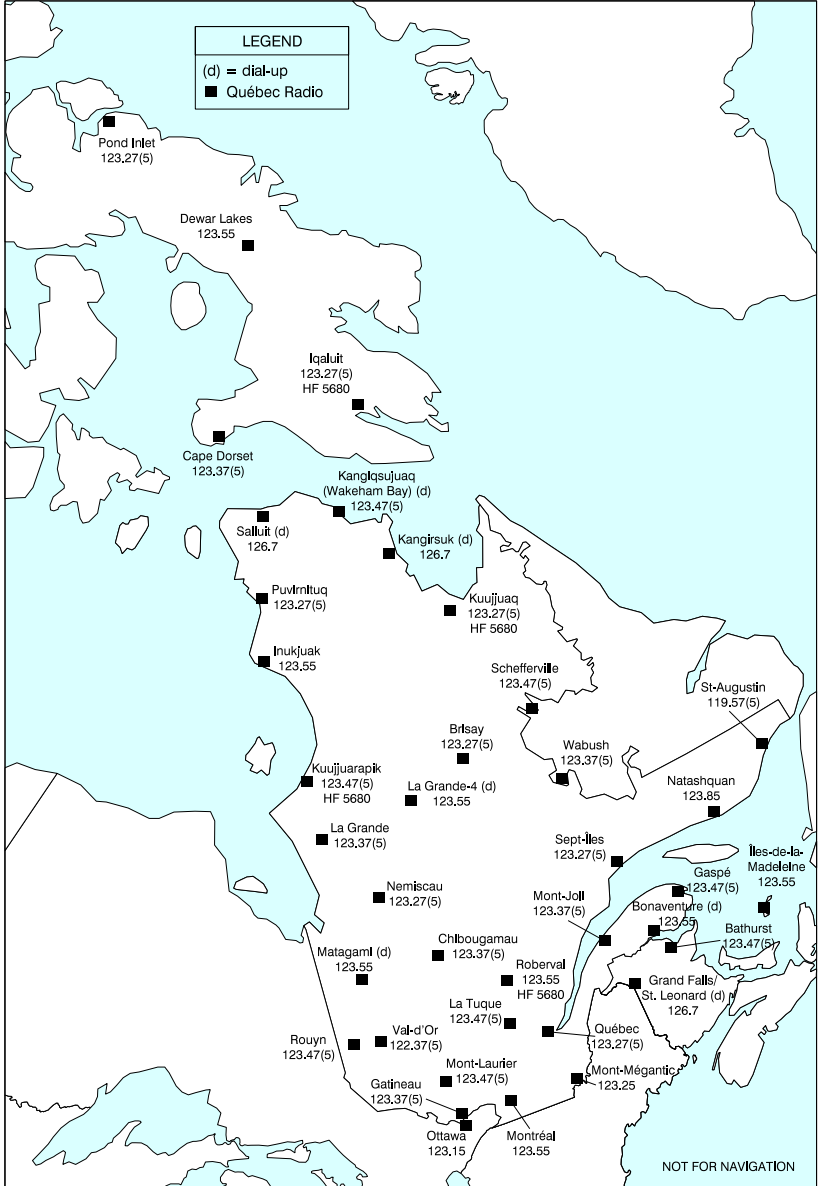 LEGEND
(d) = dial-up
Québec Radio
Pond Inlet
123.27(5)
Dewar Lakes
123.55
Iqaluit
123.27(5)
HF 5680
Cape Dorset
123.37(5)
Kangiqsujuaq
(Wakeham Bay) (d)
123.47(5)
Salluit (d)
126.7
Kangirsuk (d)
126.7
Puvirnituq
123.27(5)
Kuujjuaq
123.27(5)
HF 5680
Inukjuak
123.55
Schefferville
123.47(5)
St-Augustin
119.57(5)
Brisay
123.27(5)
Wabush
123.37(5)
Kuujjuarapik
123.47(5)
HF 5680
La Grande-4 (d)
123.55
Natashquan
123.85
La Grande
123.37(5)
Sept-Îles
123.27(5)
Îles-de-la-
Madeleine
123.55
Gaspé
123.47(5)
Nemiscau
123.27(5)
Mont-Joli
123.37(5)
Bonaventure (d)
123.55
Bathurst
123.47(5)
Chibougamau
123.37(5)
Matagami (d)
123.55
Roberval
123.55
HF 5680
Grand Falls/
St. Leonard (d)
126.7
La Tuque
123.47(5)
Québec
123.27(5)
Rouyn
123.47(5)
Val-d'Or
122.37(5)
Mont-Laurier
123.47(5)
Mont-Mégantic
123.25
Gatineau
123.37(5)
Ottawa
123.15
Montréal
123.55
NOT FOR NAVIGATION